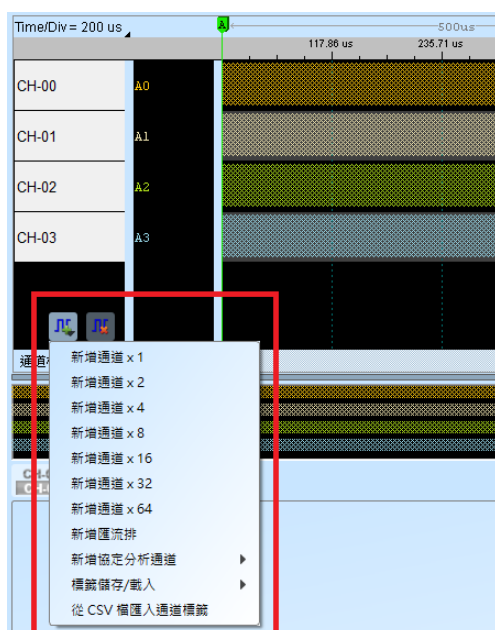 Time/Div = 200 us
A
500us
117.86 us
235.71 us
CH-00
A0
CH-01
A1
CH-02
A2
CH-03
A3
通道
新增通道 x 1
新增通道 x 2
新增通道 x 4
新增通道 x 8
新增通道 x 16
新增通道 x 32
新增通道 x 64
新增匯流排
新增協定分析通道
標籤儲存/載入
從 CSV 檔匯入通道標籤